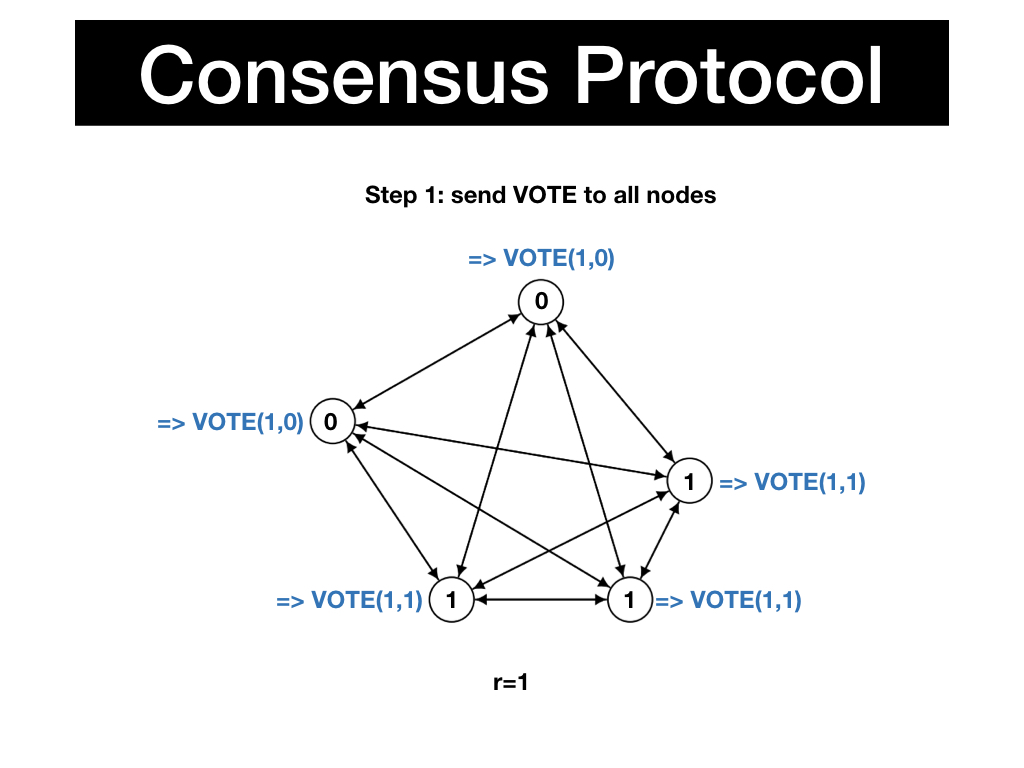 Consensus Protocol
Step 1: send VOTE to all nodes
=> VOTE(1,0)
0
=> VOTE(1,0)
0
1
=> VOTE(1,1)
=> VOTE(1,1)
1
1
=> VOTE(1,1)
r=1